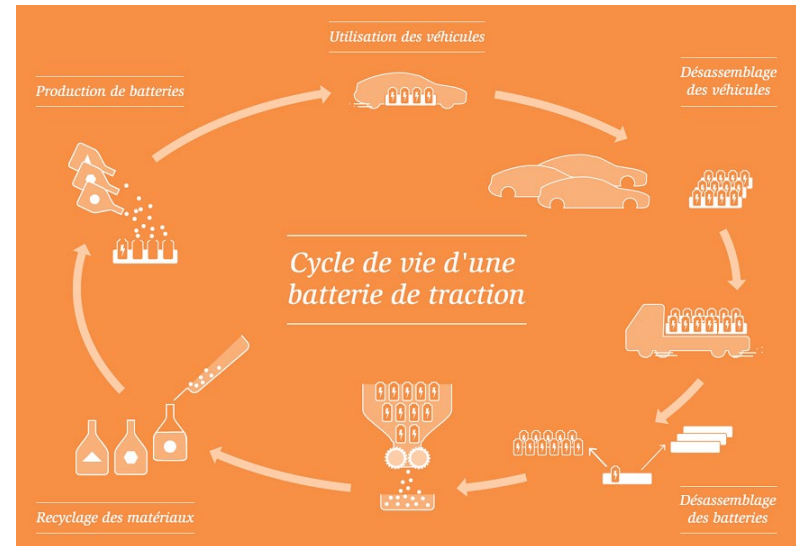 Utilisation des véhicules
Production de batteries
Désassemblage
des véhicules
Cycle de vie d'une
batterie de traction
Recyclage des matériaux
Désassemblage
des batteries